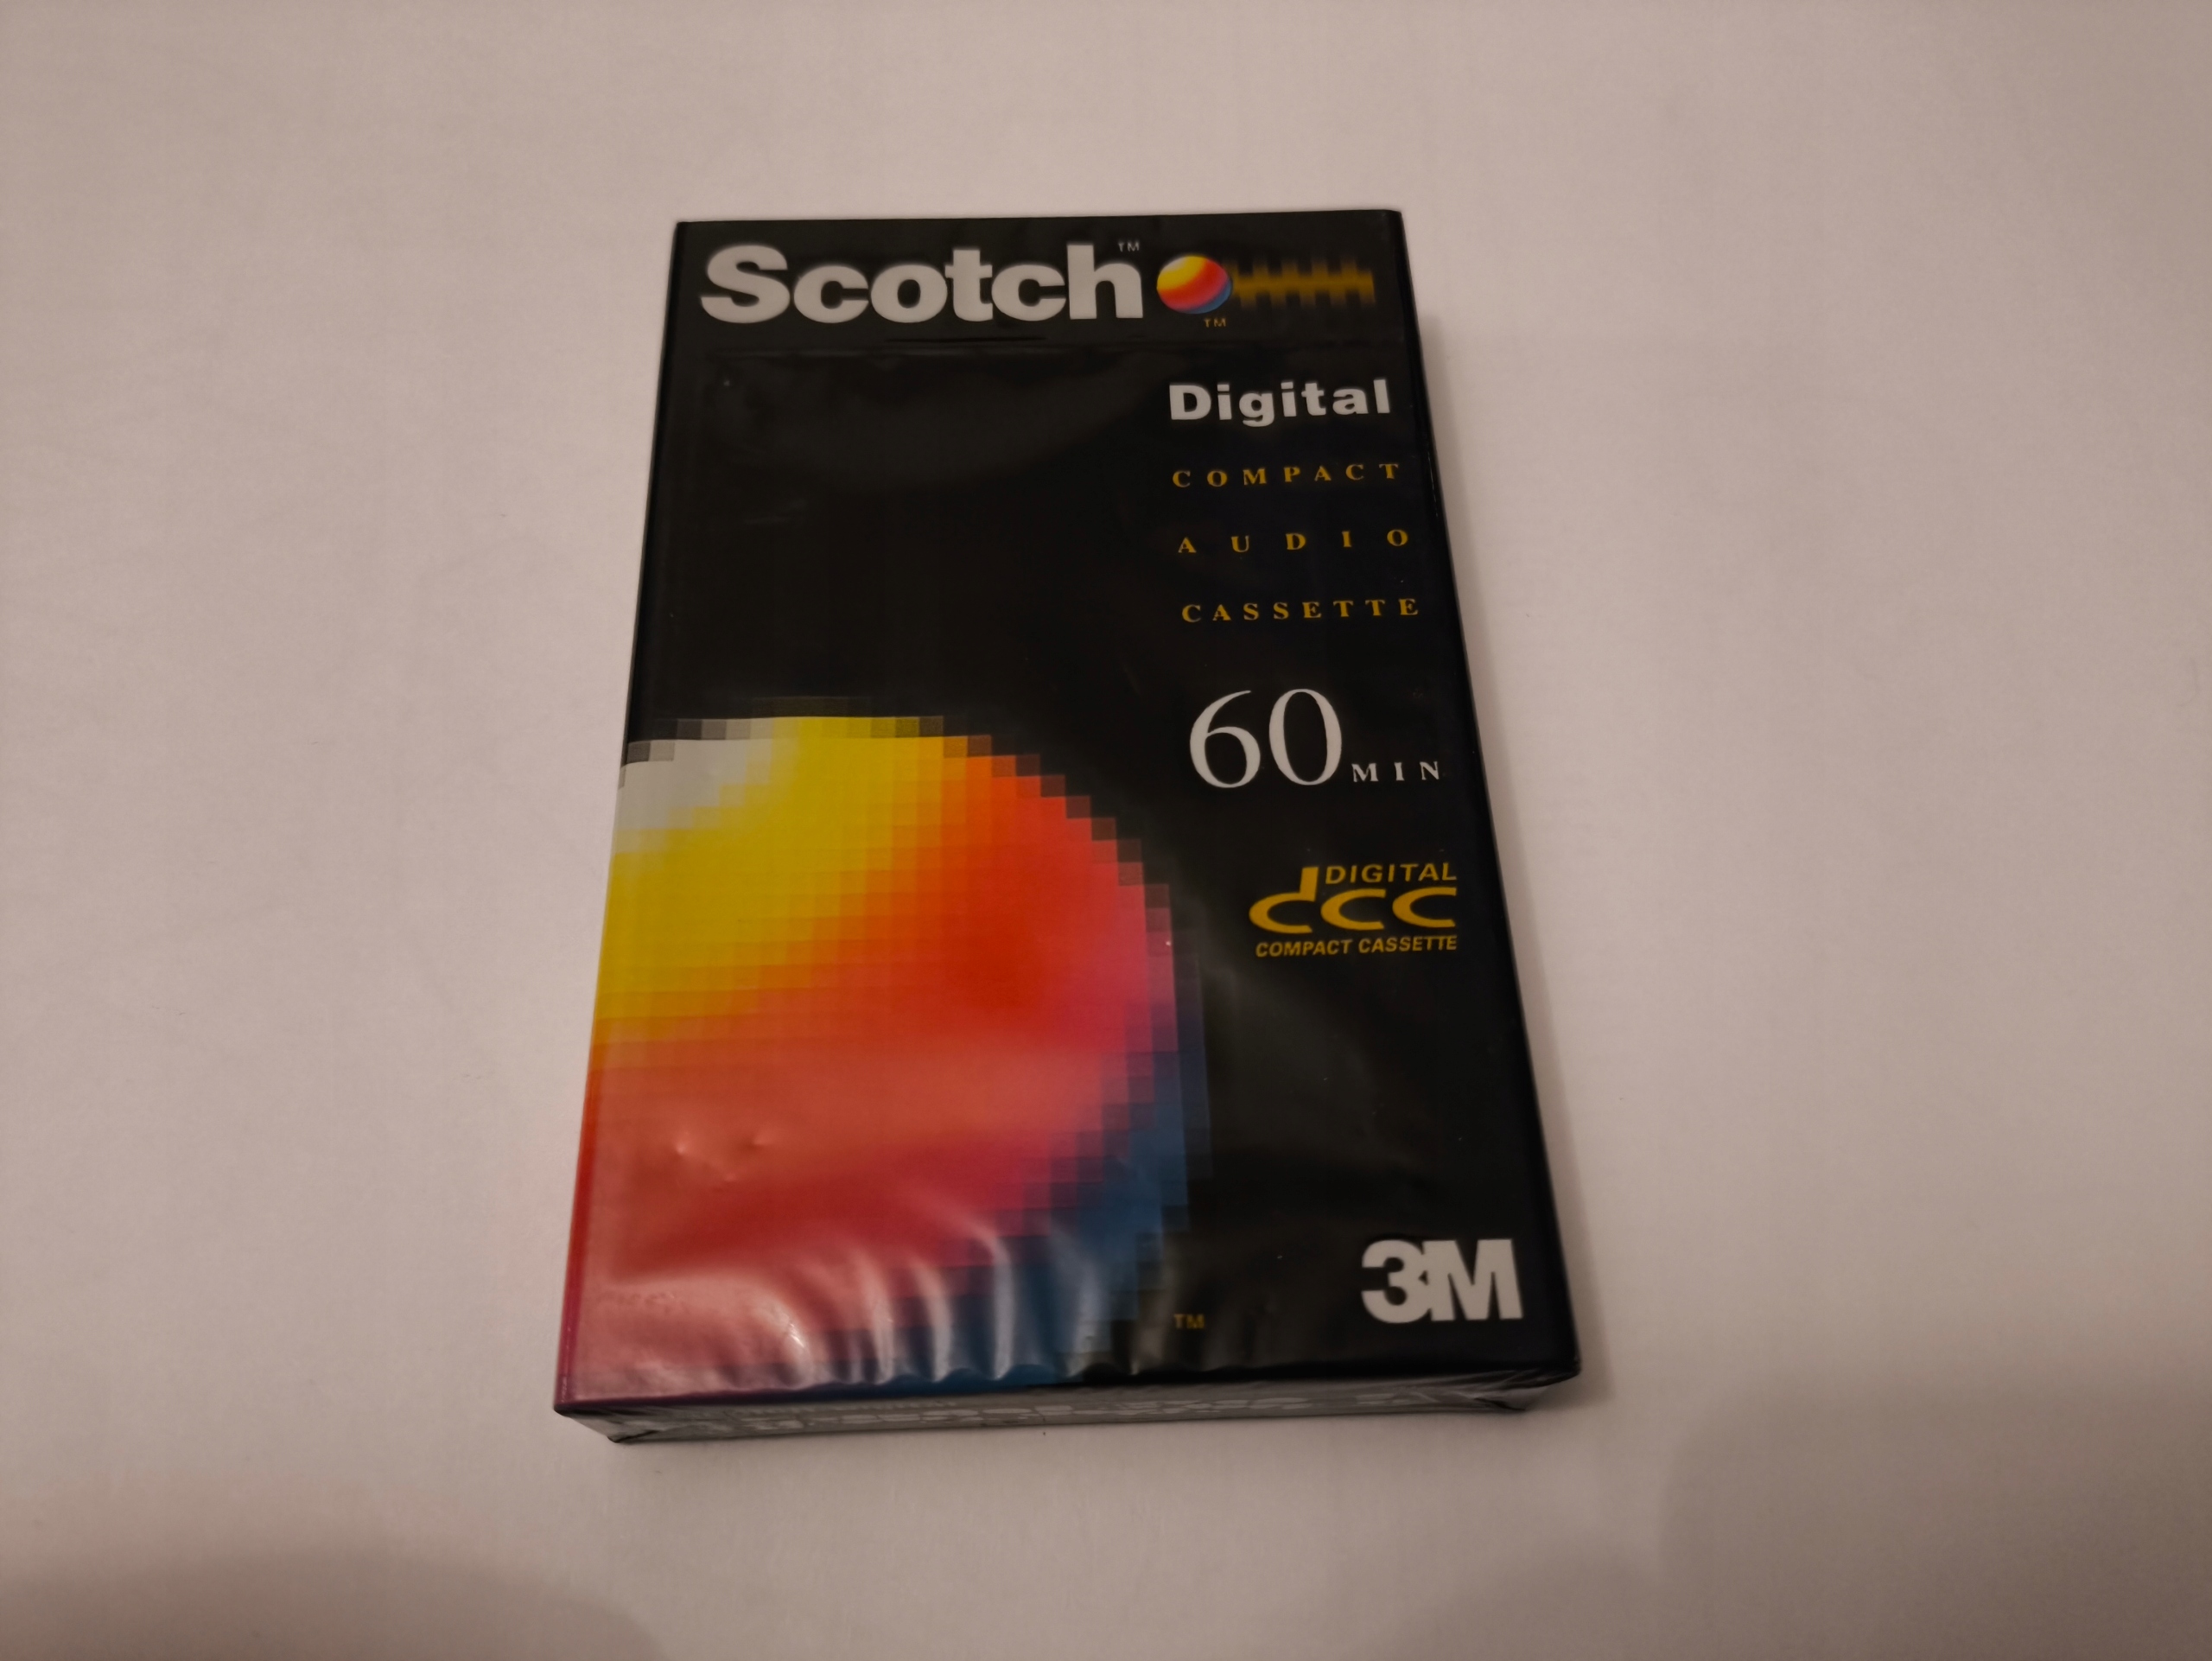 Scotch™
™
Digital
COMPACT
AUDIO
CASSETTE
60 MIN
DIGITAL
dcc
COMPACT CASSETTE
3M
™